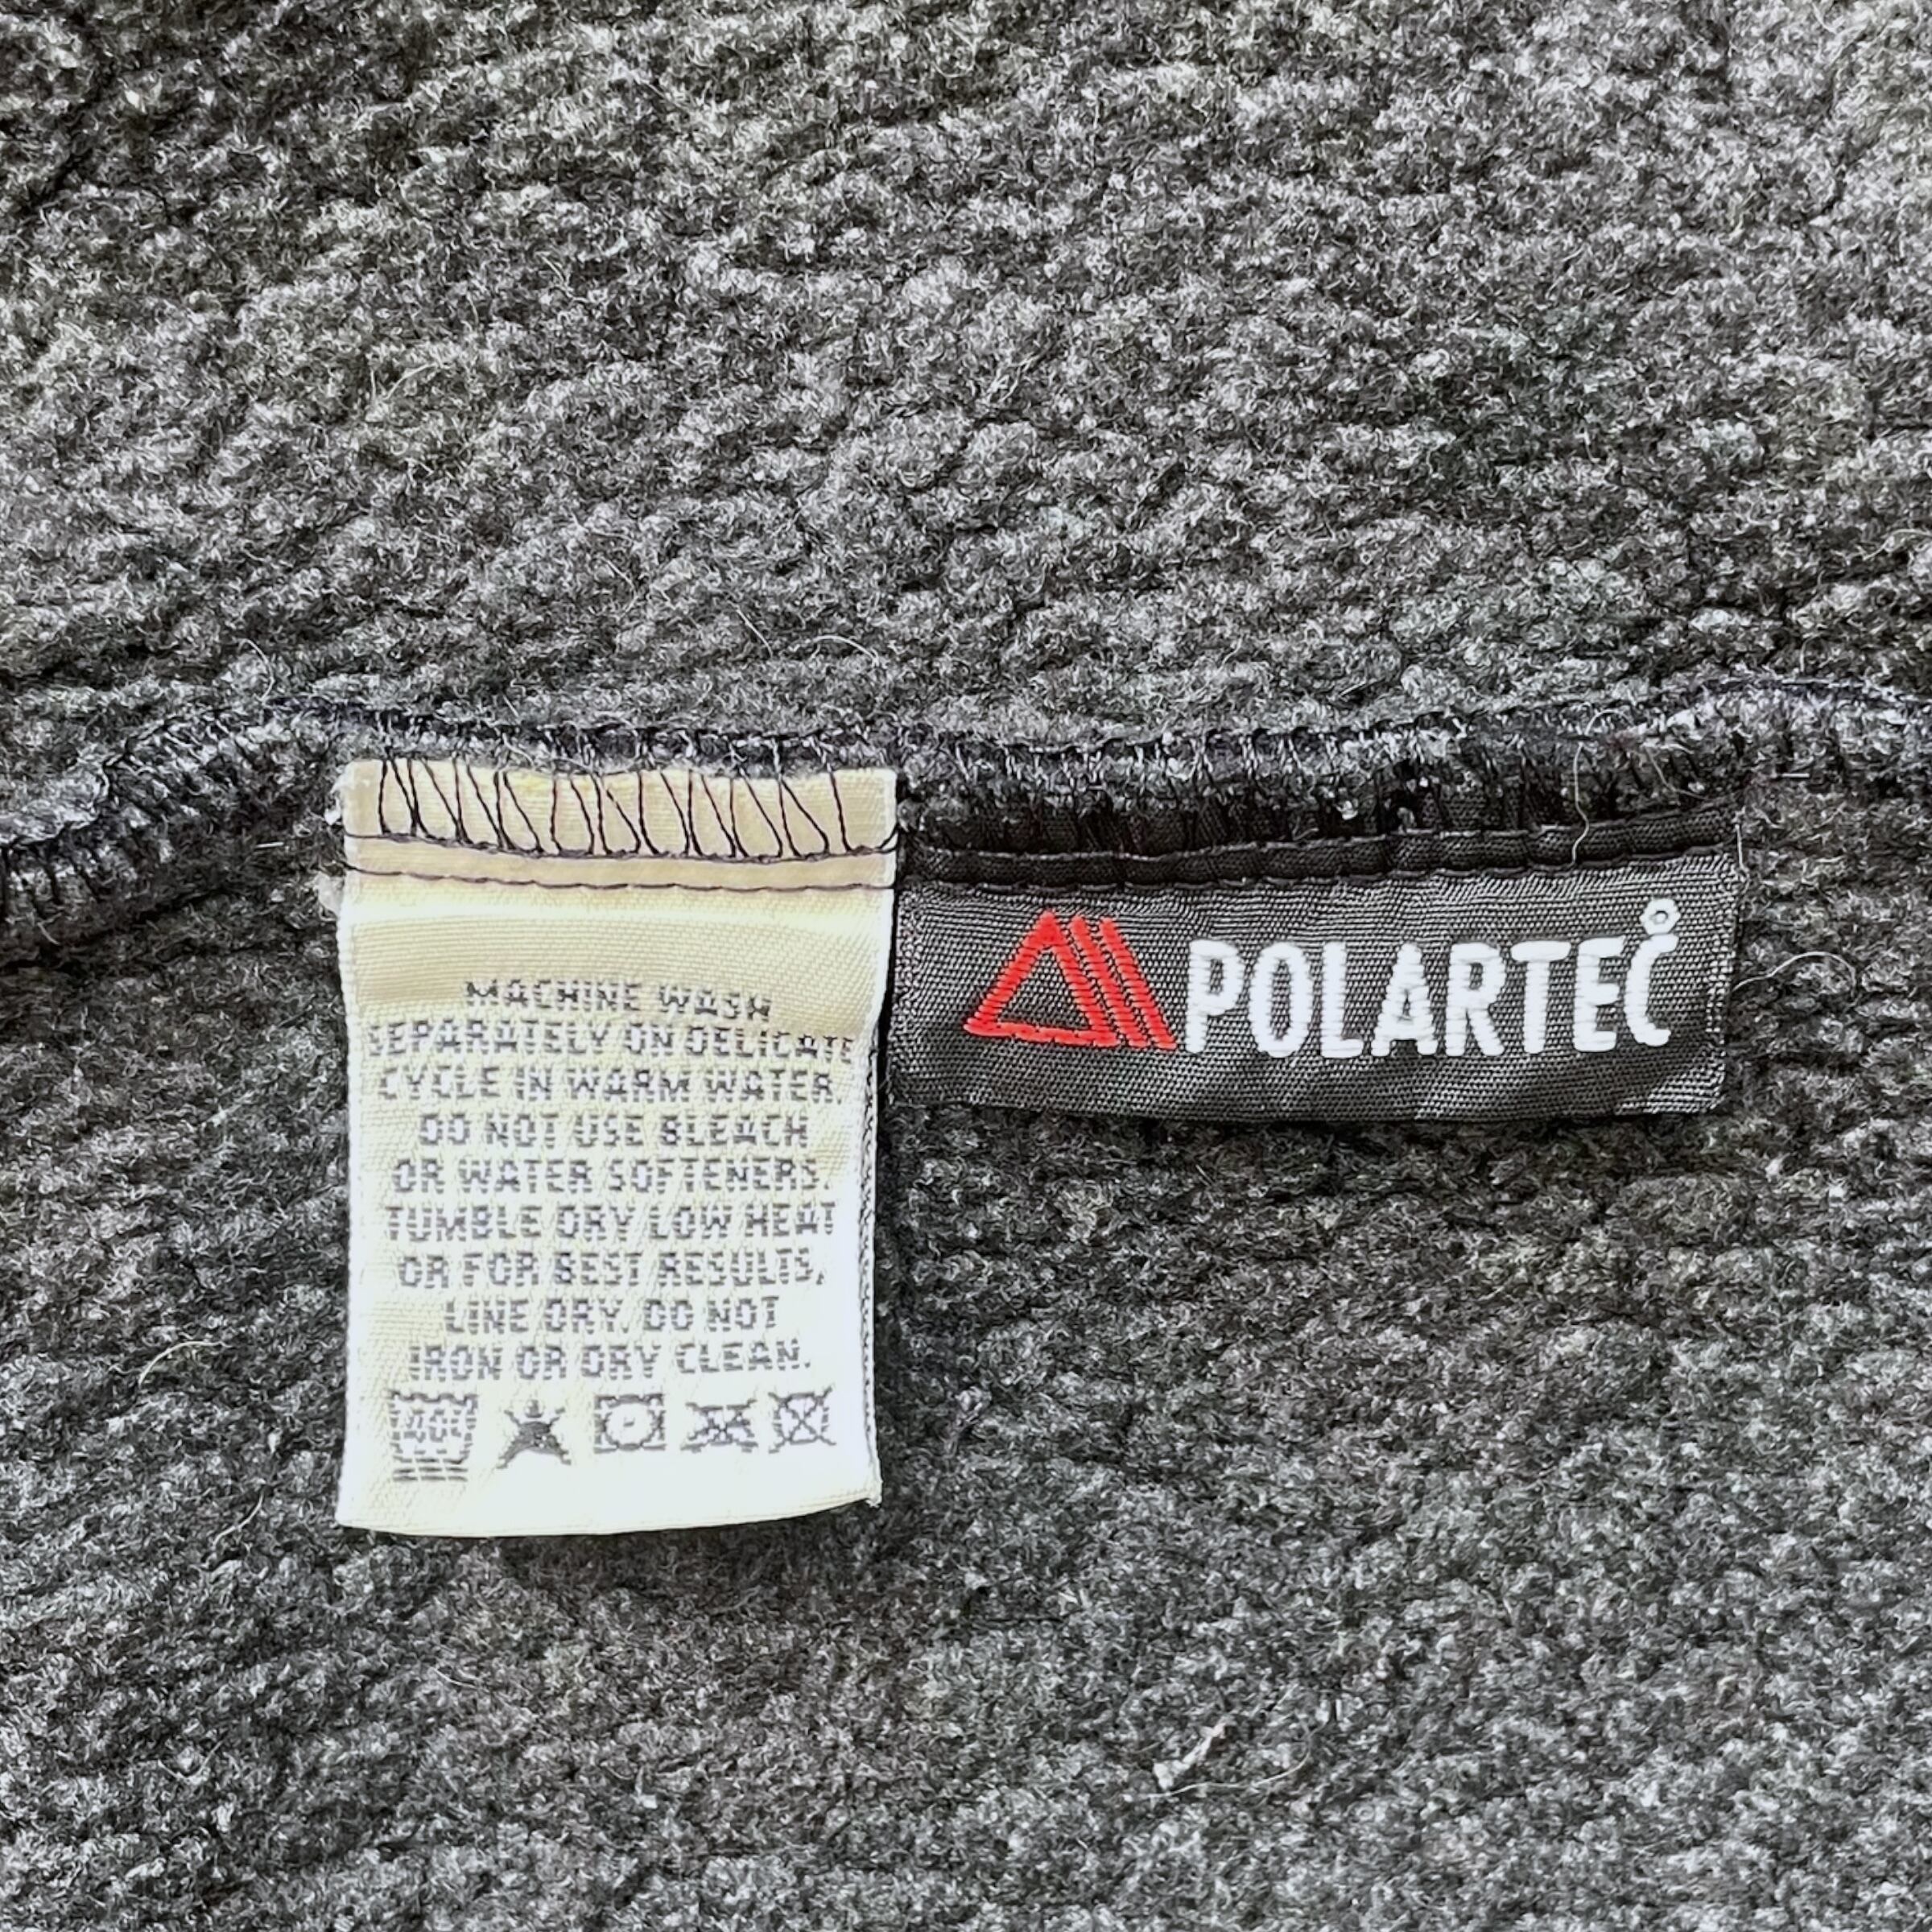 MACHINE WASH
SEPARATELY ON DELICATE
CYCLE IN WARM WATER.
DO NOT USE BLEACH
OR WATER SOFTENERS.
TUMBLE DRY LOW HEAT
OR FOR BEST RESULTS,
LINE DRY. DO NOT
IRON OR DRY CLEAN.
POLARTEC